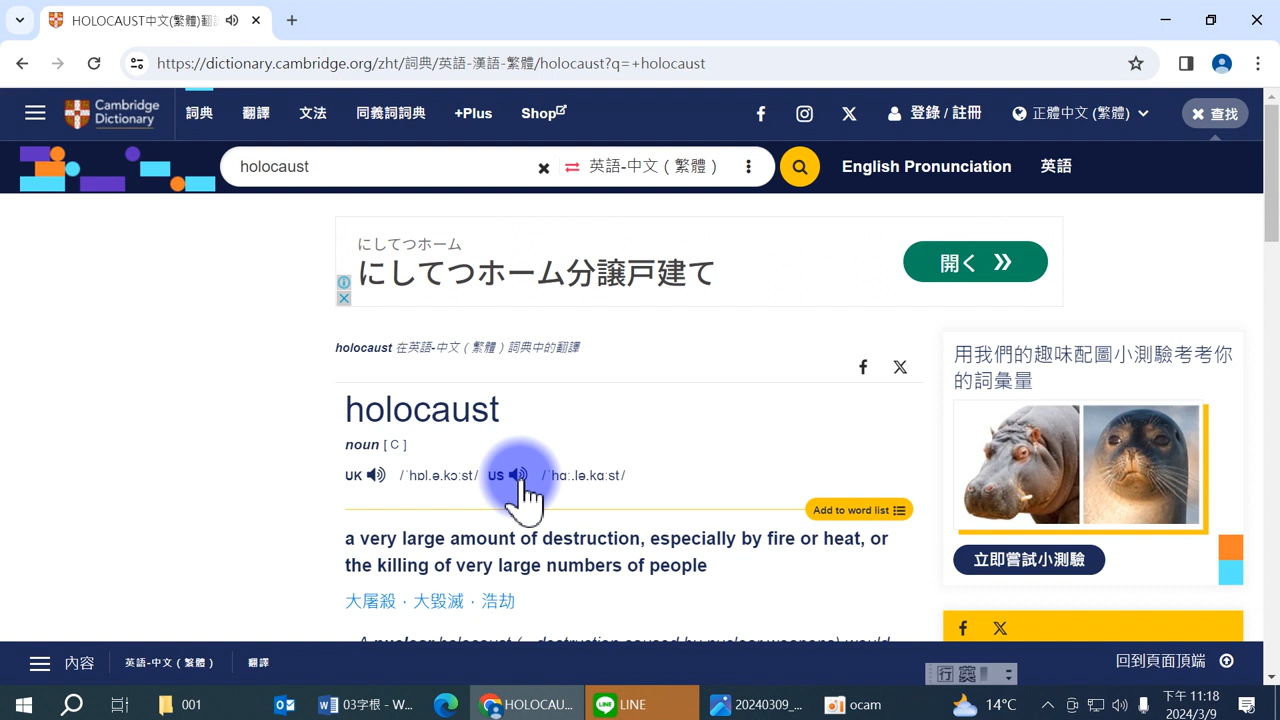 HOLOCAUST中文(繁體)翻
https://dictionary.cambridge.org/zht/詞典/英語-漢語-繁體/holocaust?q=+holocaust
Cambridge Dictionary
詞典 翻譯 文法 同義詞詞典 +Plus Shop
登錄 / 註冊 正體中文 (繁體) 查找
holocaust 英語-中文（繁體） English Pronunciation 英語
にしてつホーム
にしてつホーム分譲戸建て
開く
holocaust 在英語-中文（繁體）詞典中的翻譯
用我們的趣味配圖小測驗考考你
的詞彙量
holocaust
noun [ C ]
UK /ˈhɒl.ə.kɔːst/ US /ˈhɑː.lə.kɑːst/
Add to word list
a very large amount of destruction, especially by fire or heat, or
the killing of very large numbers of people
立即嘗試小測驗
大屠殺，大毀滅，浩劫
A nuclear holocaust (= destruction caused by nuclear weapons) would
內容 英語-中文（繁體） 翻譯
回到頁面頂端
行 英
001 03字根 - W... HOLOCAU... LINE 20240309_... ocam 14°C
下午 11:18
2024/3/9